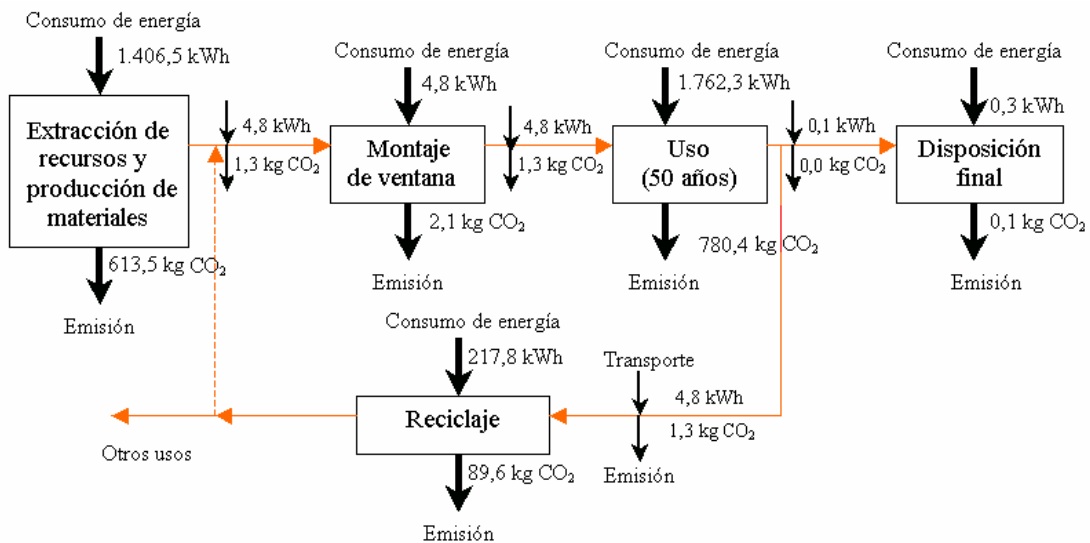 Consumo de energía
1.406,5 kWh
Extracción de
recursos y
producción de
materiales
613,5 kg CO₂
Emisión
4,8 kWh
1,3 kg CO₂
Consumo de energía
4,8 kWh
Montaje
de ventana
2,1 kg CO₂
Emisión
4,8 kWh
1,3 kg CO₂
Consumo de energía
1.762,3 kWh
Uso
(50 años)
780,4 kg CO₂
Emisión
0,1 kWh
0,0 kg CO₂
Consumo de energía
0,3 kWh
Disposición
final
0,1 kg CO₂
Emisión
Consumo de energía
217,8 kWh
Reciclaje
89,6 kg CO₂
Emisión
Transporte
4,8 kWh
1,3 kg CO₂
Emisión
Otros usos